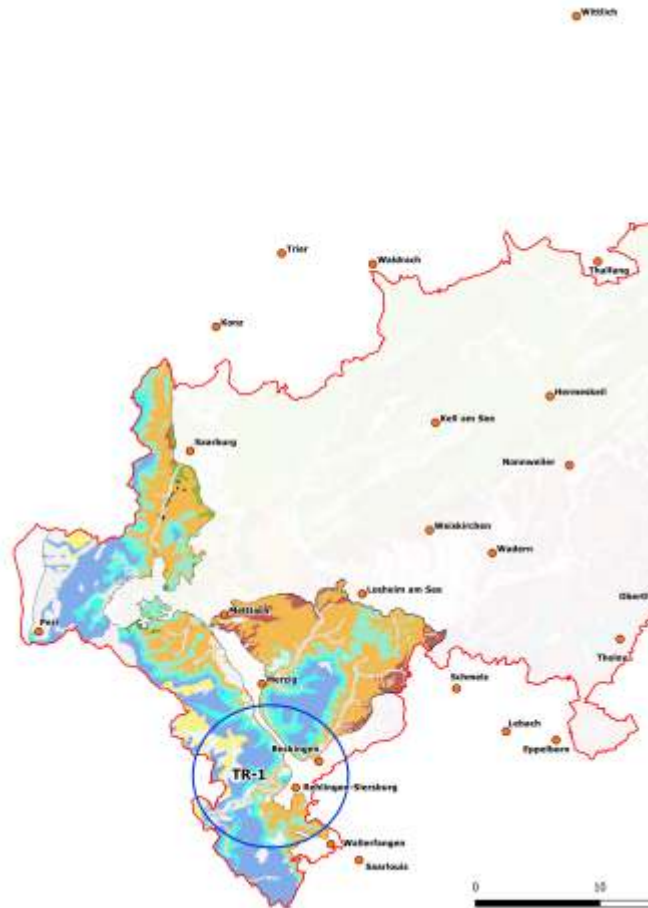 Wittlich
Trier
Waldrach
Thalfang
Konz
Hermeskeil
Kell am See
Saarburg
Nonnweiler
Weiskirchen
Wadern
Losheim am See
Mettlach
Perl
Tholey
Merzig
Schmelz
Lebach
Eppelborn
Beckingen
TR-1
Rehlingen-Siersburg
Wallerfangen
Saarlouis
0 10